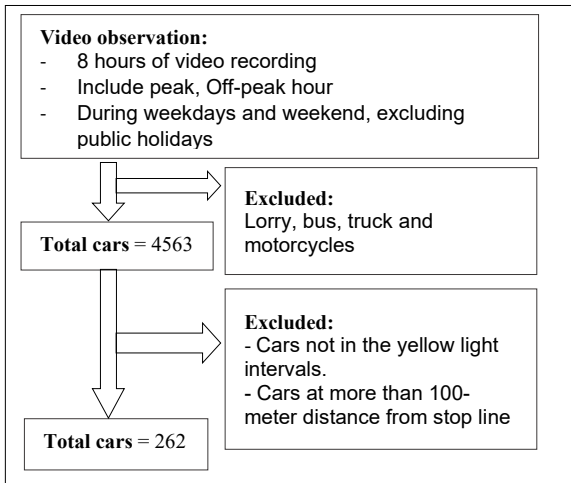 Video observation:
- 8 hours of video recording
- Include peak, Off-peak hour
- During weekdays and weekend, excluding
public holidays
Excluded:
Lorry, bus, truck and
motorcycles
Total cars = 4563
Excluded:
- Cars not in the yellow light
intervals.
- Cars at more than 100-
meter distance from stop line
Total cars = 262